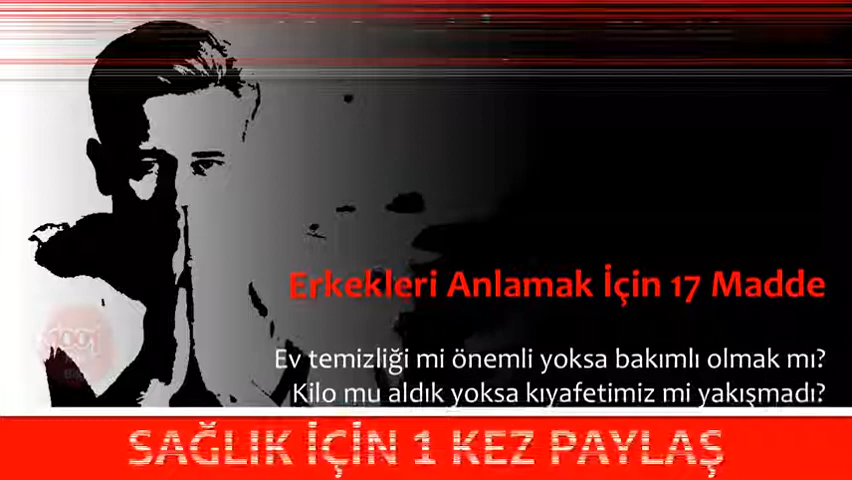 Erkekleri Anlamak İçin 17 Madde
Ev temizliği mi önemli yoksa bakımlı olmak mı?
Kilo mu aldık yoksa kıyafetimiz mi yakışmadı?
1001
SAĞLIK İÇİN 1 KEZ PAYLAŞ